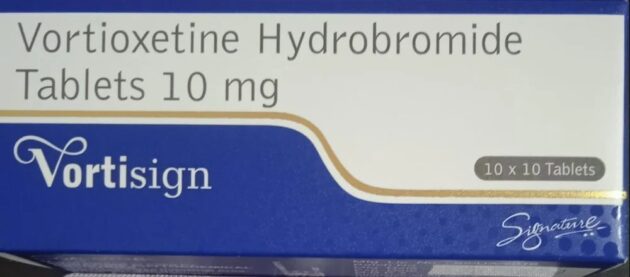 Vortioxetine Hydrobromide
Tablets 10 mg
Vortisign
10 x 10 Tablets
Signature